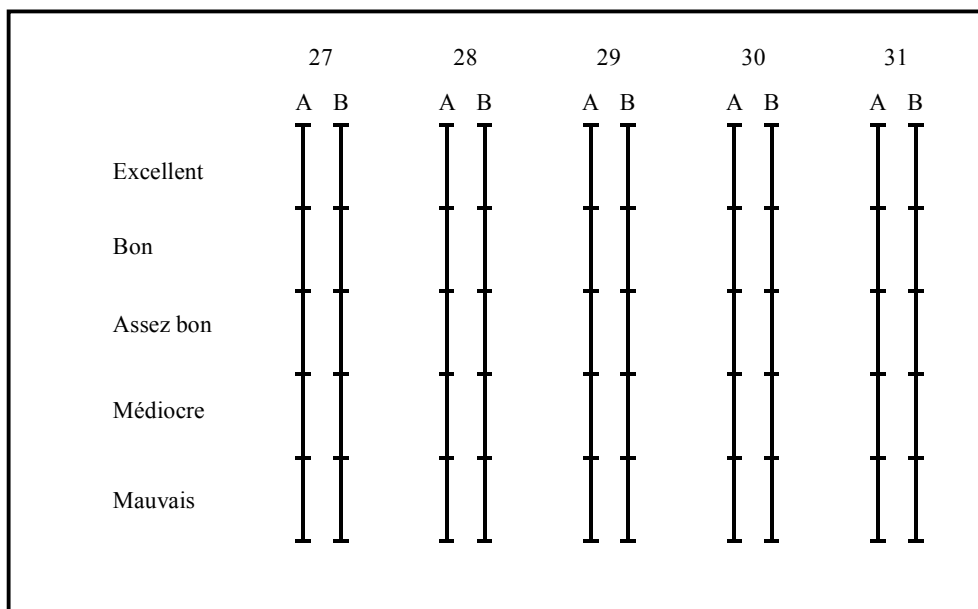 27 28 29 30 31
A B A B A B A B A B
Excellent
Bon
Assez bon
Médiocre
Mauvais